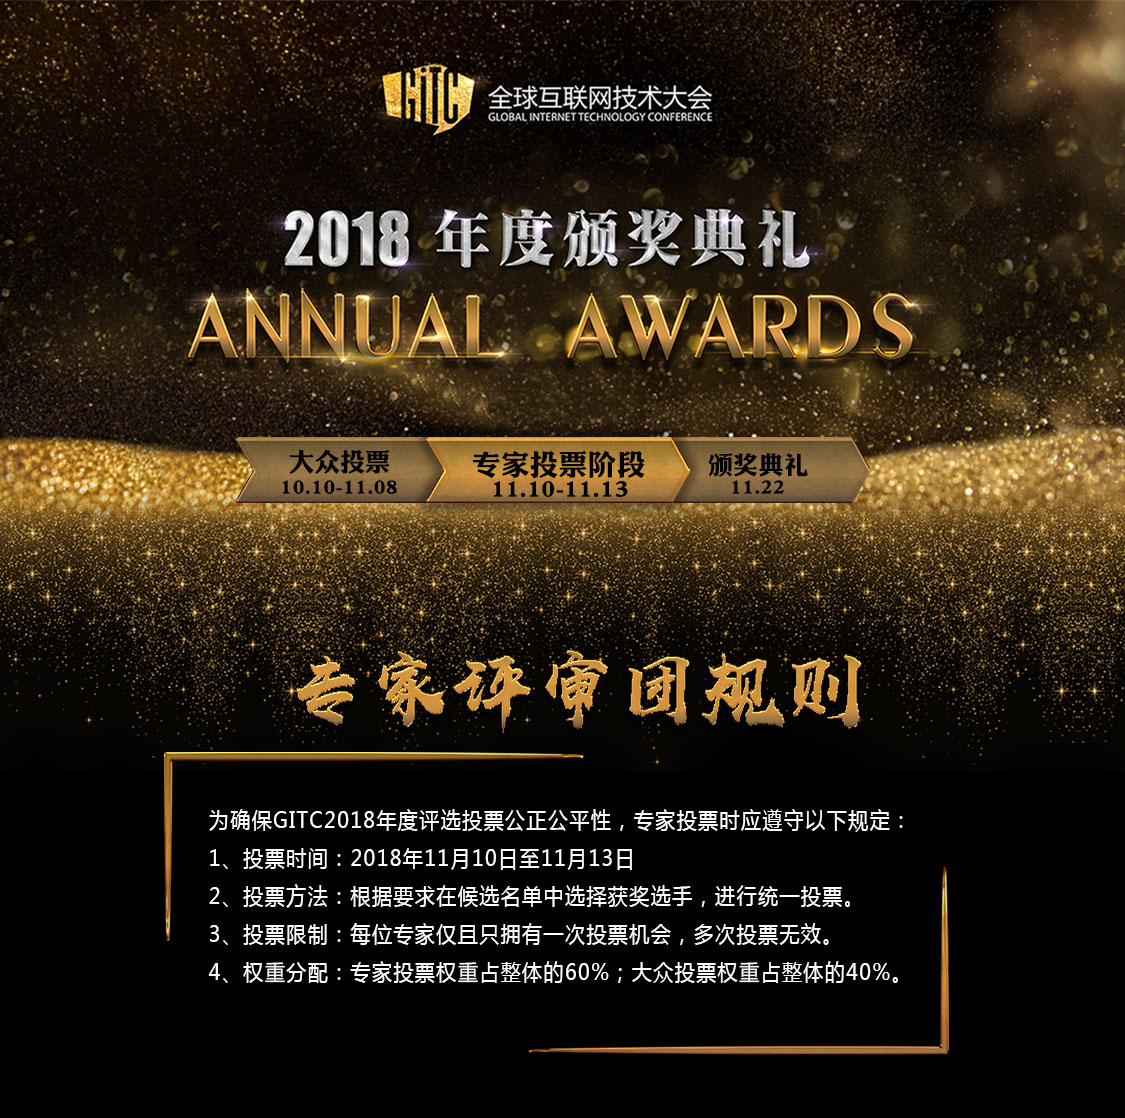 GiTC
全球互联网技术大会
GLOBAL INTERNET TECHNOLOGY CONFERENCE
2018 年度颁奖典礼
ANNUAL AWARDS
大众投票
10.10-11.08
专家投票阶段
11.10-11.13
颁奖典礼
11.22
专家评审团规则
为确保GITC2018年度评选投票公正公平性，专家投票时应遵守以下规定：
1、投票时间：2018年11月10日至11月13日
2、投票方法：根据要求在候选名单中选择获奖选手，进行统一投票。
3、投票限制：每位专家仅且只拥有一次投票机会，多次投票无效。
4、权重分配：专家投票权重占整体的60%；大众投票权重占整体的40%。